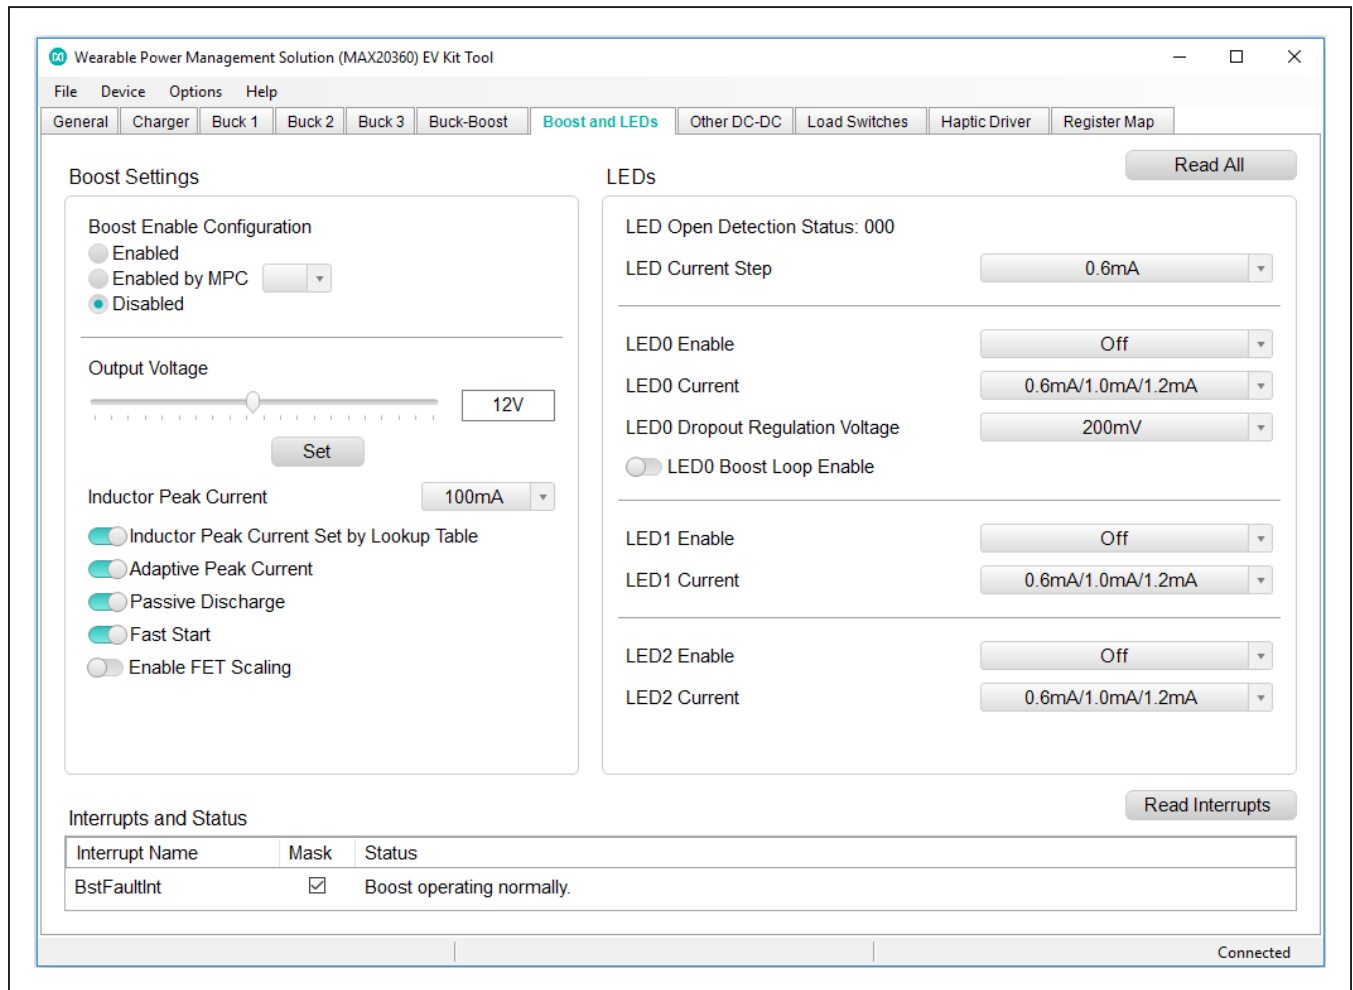 Wearable Power Management Solution (MAX20360) EV Kit Tool
File Device Options Help
General Charger Buck 1 Buck 2 Buck 3 Buck-Boost Boost and LEDs Other DC-DC Load Switches Haptic Driver Register Map
Read All
Boost Settings
Boost Enable Configuration
Enabled
Enabled by MPC
Disabled
Output Voltage
12V
Set
Inductor Peak Current 100mA
Inductor Peak Current Set by Lookup Table
Adaptive Peak Current
Passive Discharge
Fast Start
Enable FET Scaling
LEDs
LED Open Detection Status: 000
LED Current Step 0.6mA
LED0 Enable Off
LED0 Current 0.6mA/1.0mA/1.2mA
LED0 Dropout Regulation Voltage 200mV
LED0 Boost Loop Enable
LED1 Enable Off
LED1 Current 0.6mA/1.0mA/1.2mA
LED2 Enable Off
LED2 Current 0.6mA/1.0mA/1.2mA
Read Interrupts
Interrupts and Status
Interrupt Name Mask Status
BstFaultInt Boost operating normally.
Connected